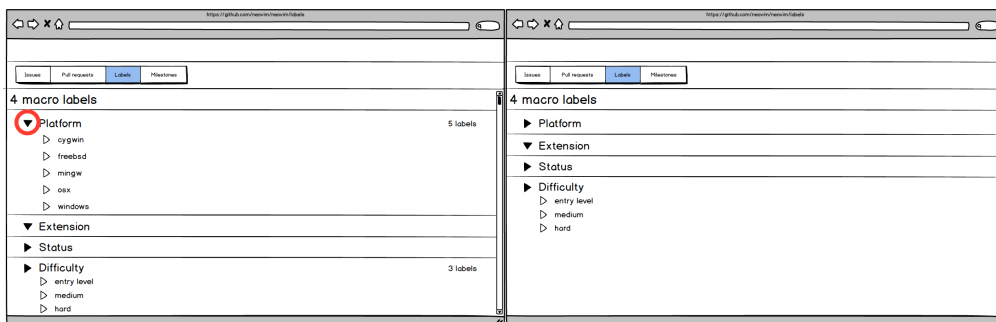 https://github.com/neovim/neovim/labels
Issues Pull requests Labels Milestones
4 macro labels
Platform 5 labels
cygwin
freebsd
mingw
osx
windows
Extension
Status
Difficulty 3 labels
entry level
medium
hard
https://github.com/neovim/neovim/labels
Issues Pull requests Labels Milestones
4 macro labels
Platform
Extension
Status
Difficulty
entry level
medium
hard